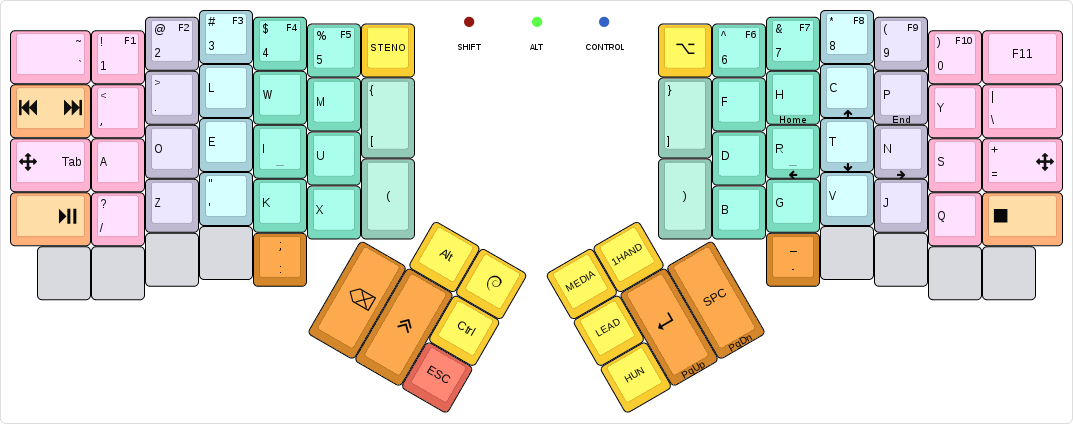 ~
`
! F1
1
@ F2
2
# F3
3
$ F4
4
% F5
5
STENO
SHIFT
ALT
CONTROL
⌥
^ F6
6
& F7
7
* F8
8
( F9
9
) F10
0
F11
⏮ ⏭
<
,
>
.
L
W
M
{
[
}
]
F
H
Home
C
↑
P
End
Y
|
\
Tab
A
O
E
I
_
U
(
)
D
R
_
←
T
↓
N
→
S
+
=
⏯
?
/
Z
"
'
K
X
B
G
V
J
Q
■
;
:
–
.
Alt
Ctrl
ESC
MEDIA
1HAND
LEAD
HUN
↵
PgUp
SPC
PgDn